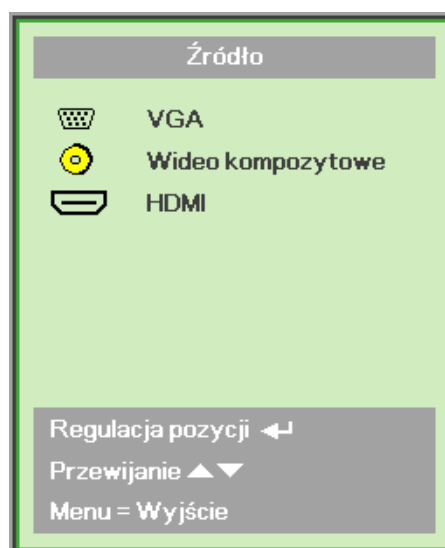 Źródło
VGA
Wideo kompozytowe
HDMI
Regulacja pozycji
Przewijanie
Menu = Wyjście